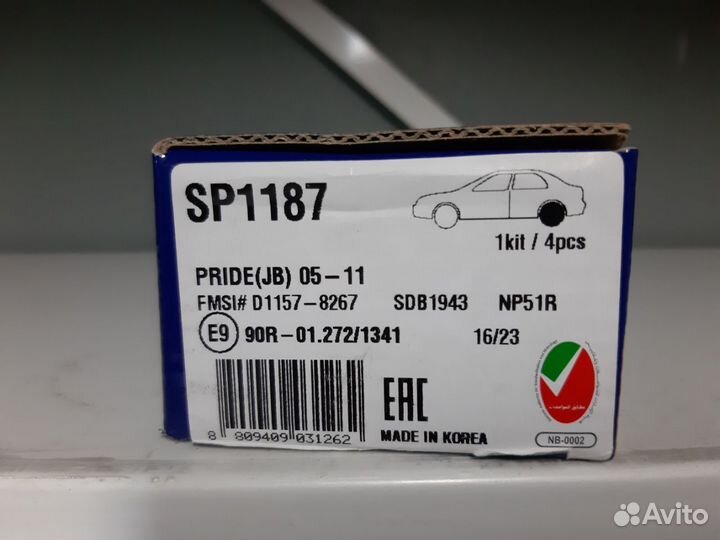 SP1187
1kit / 4pcs
PRIDE(JB) 05-11
FMSI# D1157-8267 SDB1943 NP51R
E9 90R-01.272/1341 16/23
EAC
8 809409 031262
MADE IN KOREA
NB-0002
Avito